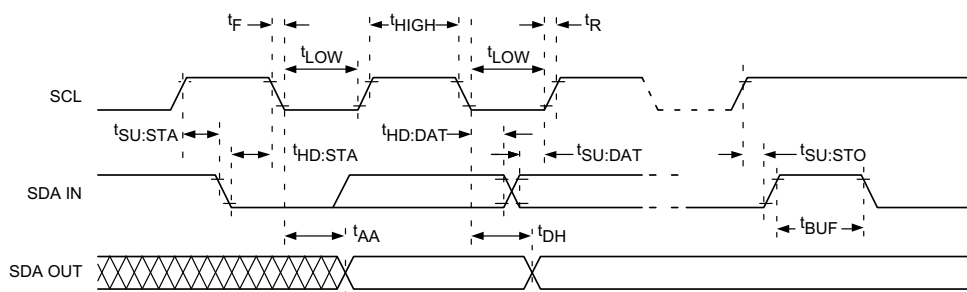 tF tHIGH tR
tLOW tLOW
SCL
tSU:STA tHD:STA tHD:DAT tSU:DAT tSU:STO
SDA IN
tBUF
tAA tDH
SDA OUT